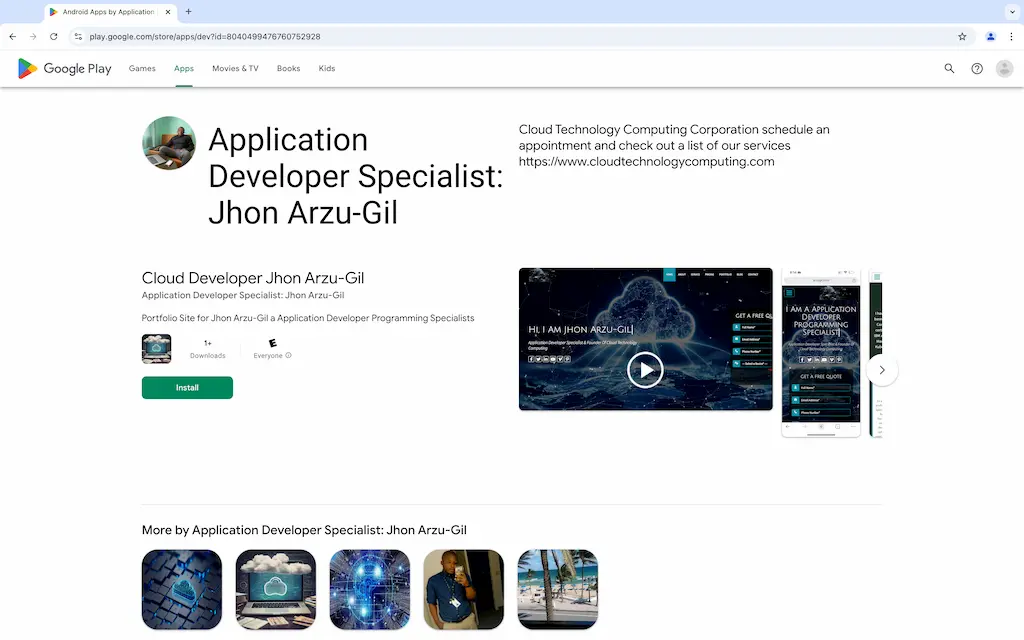 Android Apps by Application
play.google.com/store/apps/dev?id=8040499476760752928
Google Play
Games
Apps
Movies & TV
Books
Kids
Application
Developer Specialist:
Jhon Arzu-Gil
Cloud Technology Computing Corporation schedule an
appointment and check out a list of our services
https://www.cloudtechnologycomputing.com
Cloud Developer Jhon Arzu-Gil
Application Developer Specialist: Jhon Arzu-Gil
Portfolio Site for Jhon Arzu-Gil a Application Developer Programming Specialists
1+
Downloads
E
Everyone
Install
Hi, I am Jhon Arzu-Gil
Application Developer Specialist & Founder Of Cloud Technology
Computing
GET A FREE QU
Full Name*
Email Address*
Phone Number*
I am a Application
Developer
Programming
Specialist
GET A FREE QUOTE
Full Name*
Email Address*
Phone Number*
More by Application Developer Specialist: Jhon Arzu-Gil